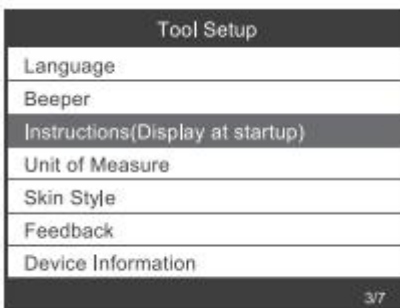 Tool Setup
Language
Beeper
Instructions(Display at startup)
Unit of Measure
Skin Style
Feedback
Device Information
3/7